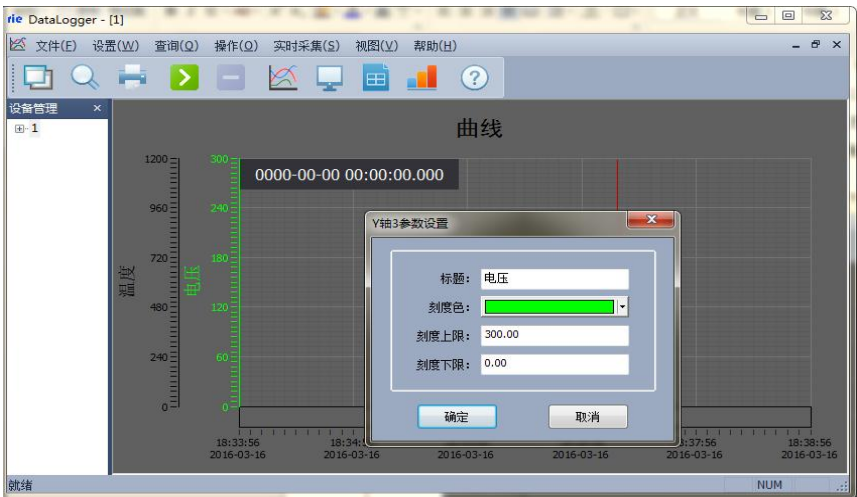 rie DataLogger - [1]
文件(F) 设置(W) 查询(Q) 操作(O) 实时采集(S) 视图(V) 帮助(H)
设备管理
1
曲线
0000-00-00 00:00:00.000
温度
1200
960
720
480
240
0
电压
300
240
180
120
60
0
Y轴3参数设置
标题: 电压
刻度色:
刻度上限: 300.00
刻度下限: 0.00
确定 取消
18:33:56 18:34: 3:37:56 18:38:56
2016-03-16 2016-03-16 2016-03-16 2016-03-16 2016-03-16 2016-03-16
就绪 NUM